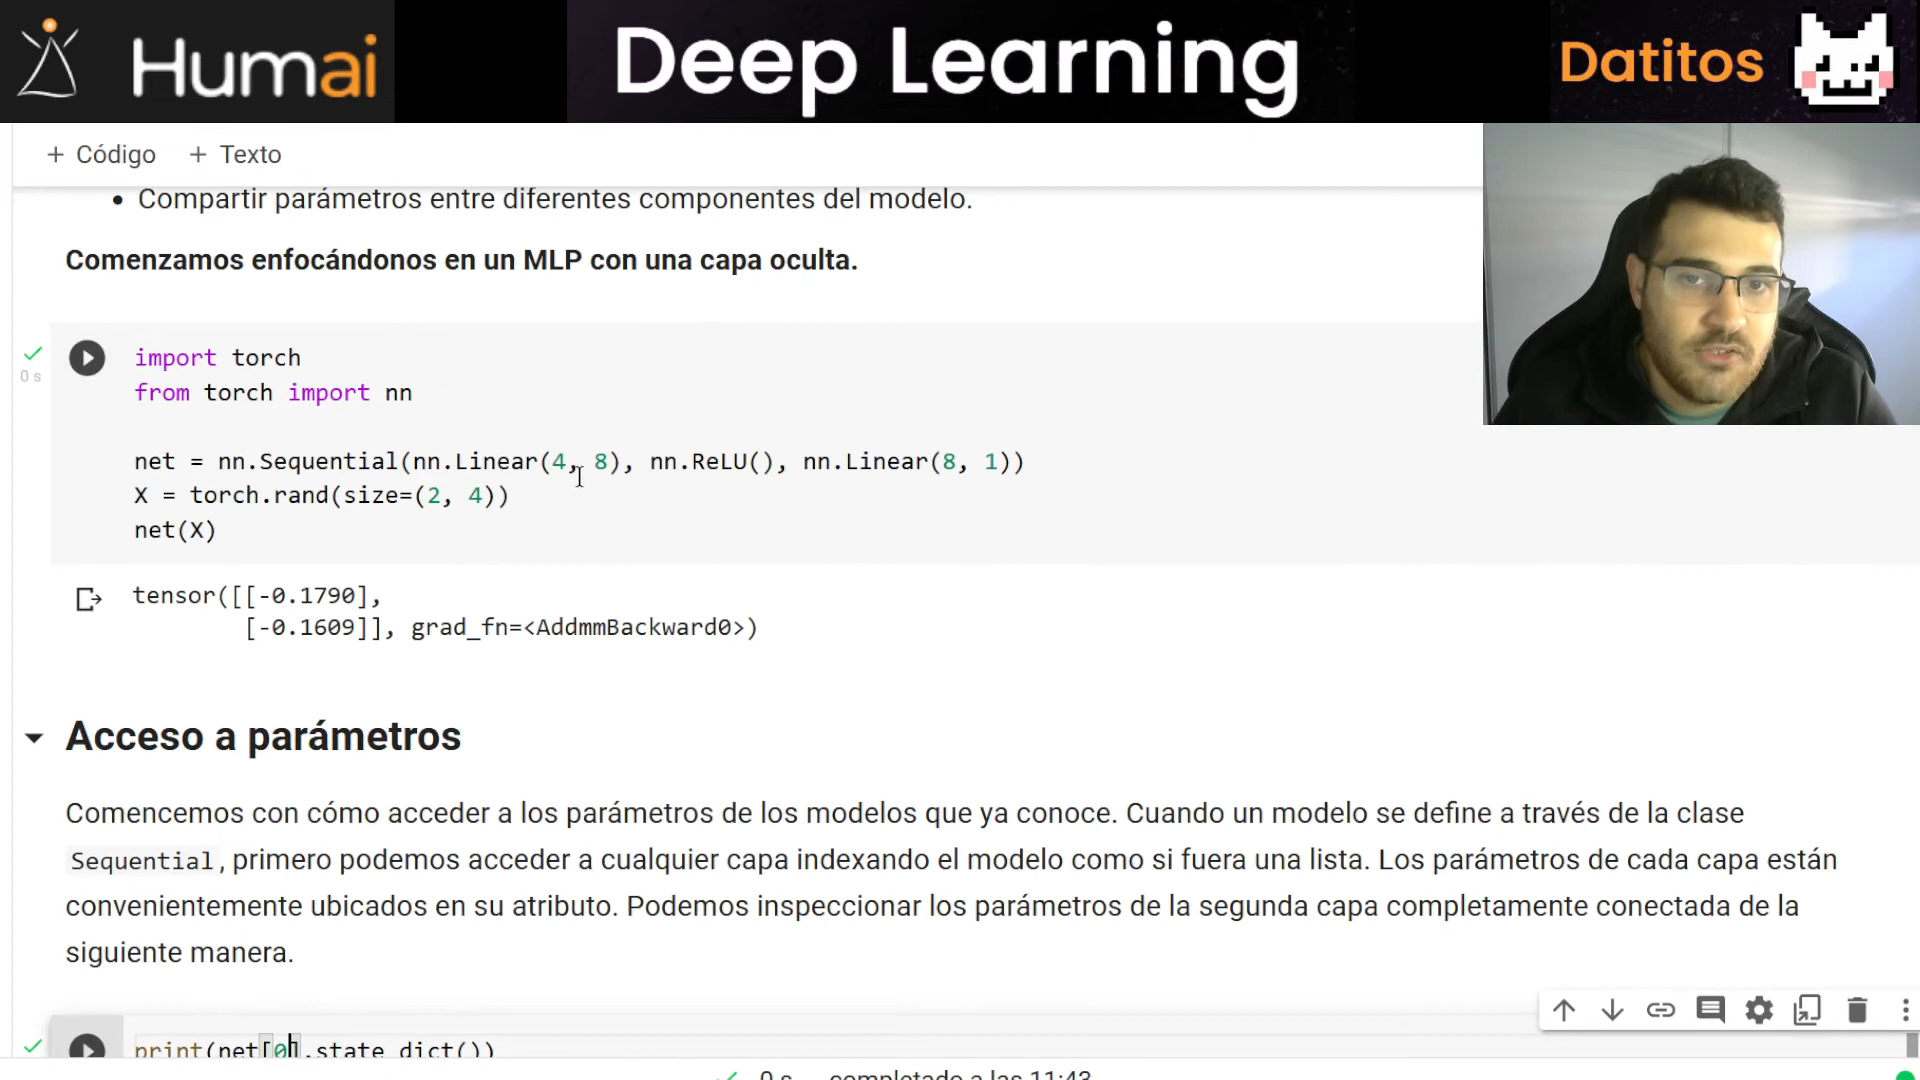 Humai
Deep Learning
Datitos
+ Código + Texto
• Compartir parámetros entre diferentes componentes del modelo.
Comenzamos enfocándonos en un MLP con una capa oculta.
0 s
import torch
from torch import nn
net = nn.Sequential(nn.Linear(4, 8), nn.ReLU(), nn.Linear(8, 1))
X = torch.rand(size=(2, 4))
net(X)
tensor([[-0.1790],
[-0.1609]], grad_fn=<AddmmBackward0>)
Acceso a parámetros
Comencemos con cómo acceder a los parámetros de los modelos que ya conoce. Cuando un modelo se define a través de la clase
Sequential, primero podemos acceder a cualquier capa indexando el modelo como si fuera una lista. Los parámetros de cada capa están
convenientemente ubicados en su atributo. Podemos inspeccionar los parámetros de la segunda capa completamente conectada de la
siguiente manera.
print(net[0].state_dict())
0 s completado a las 11:43